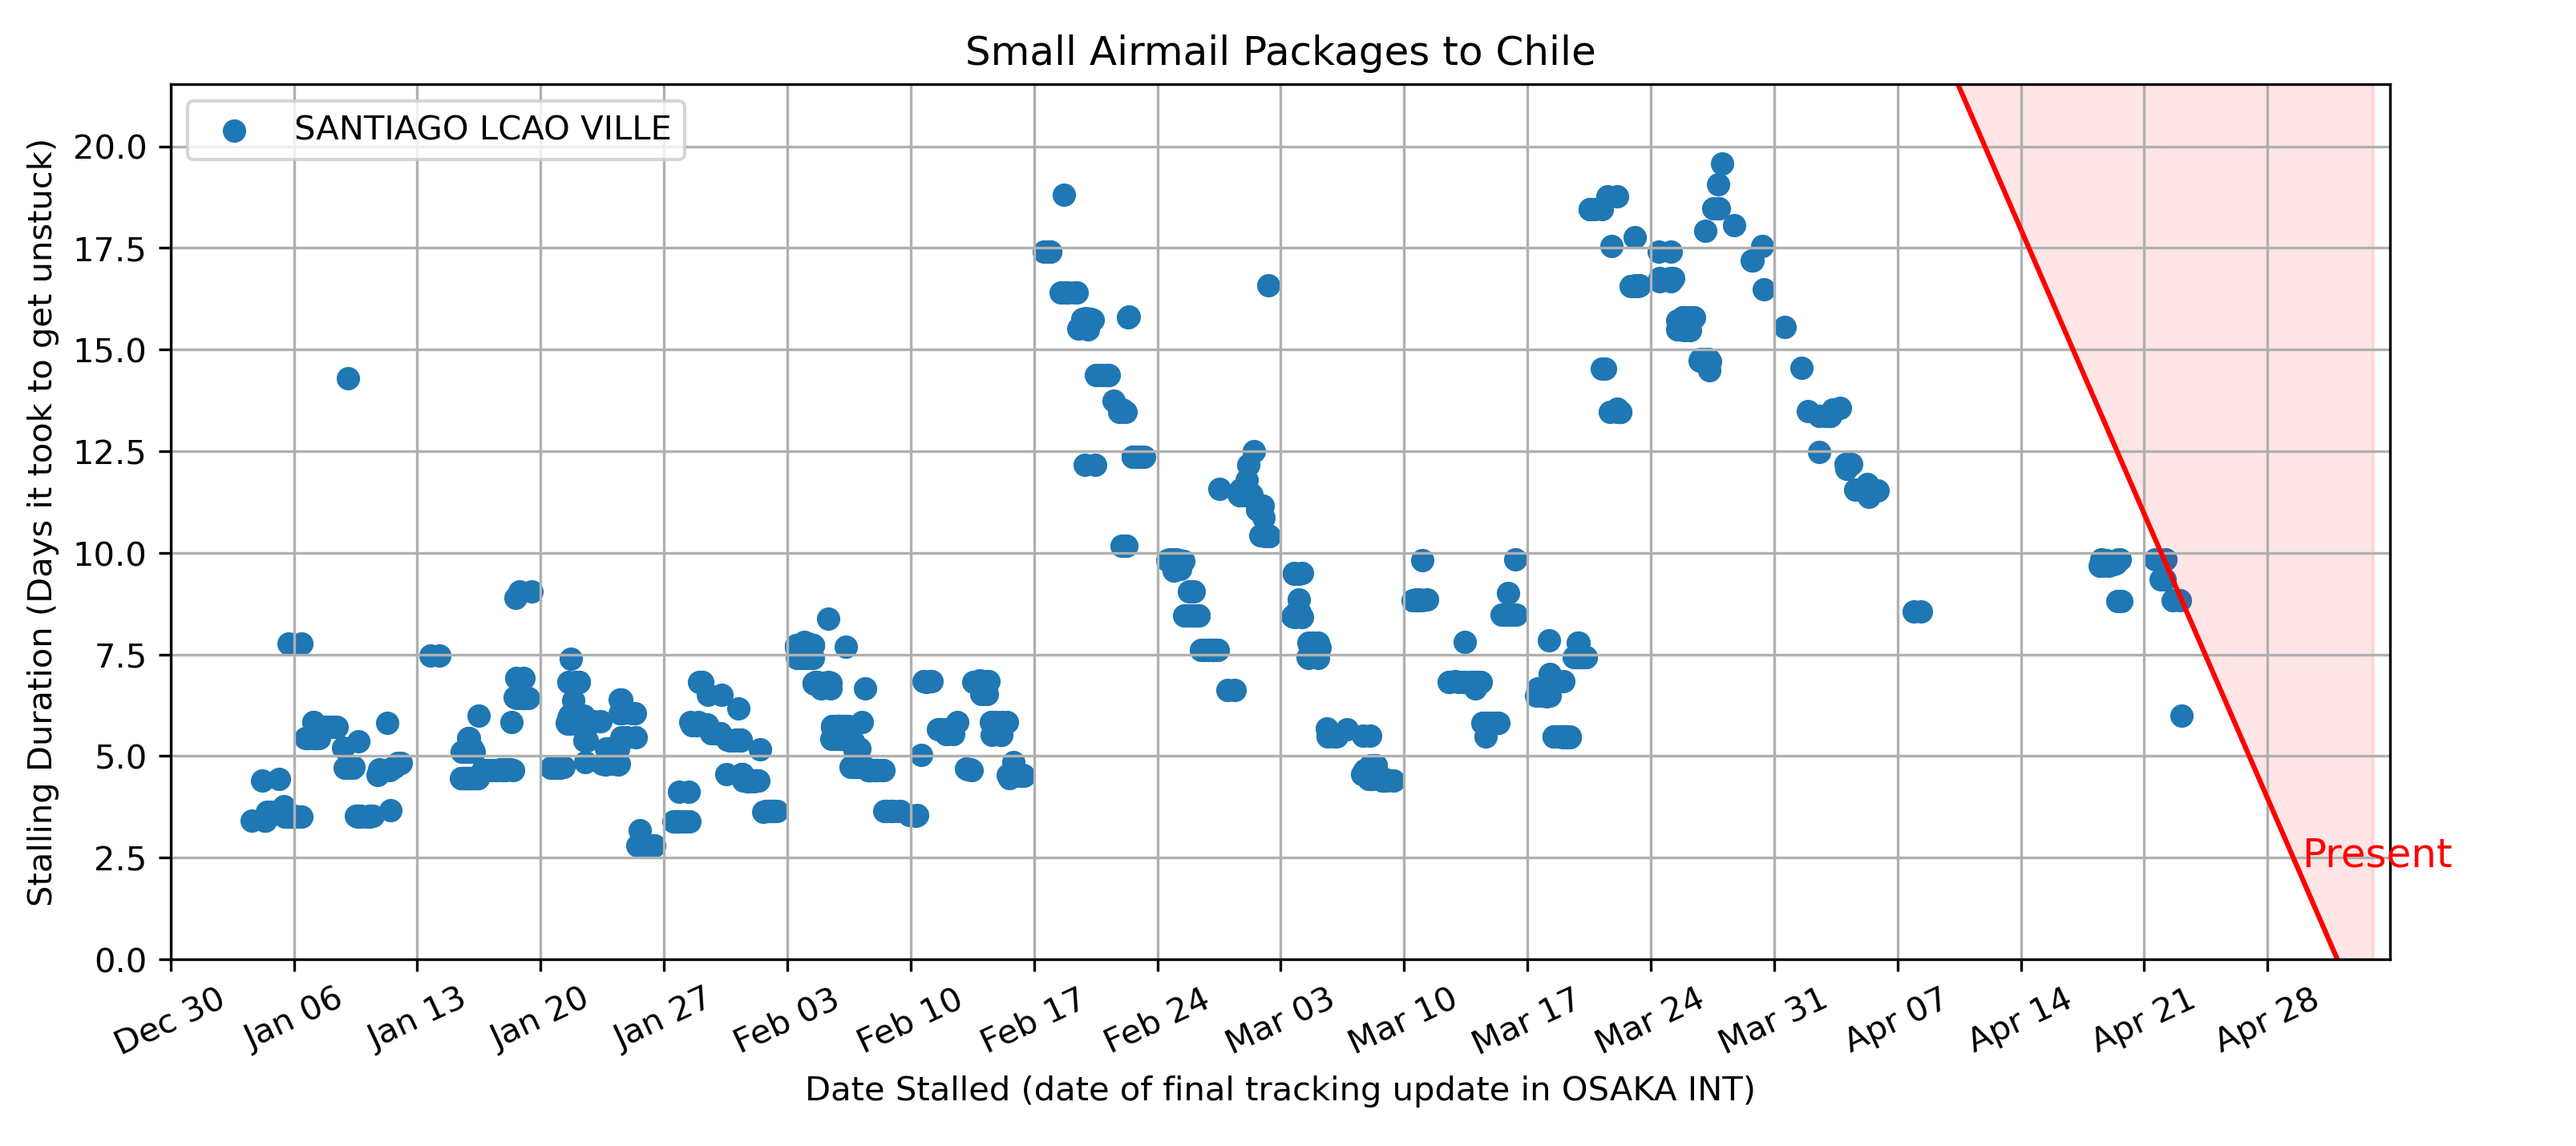 Small Airmail Packages to Chile
SANTIAGO LCAO VILLE
Stalling Duration (Days it took to get unstuck)
20.0
17.5
15.0
12.5
10.0
7.5
5.0
2.5
0.0
Present
Dec 30
Jan 06
Jan 13
Jan 20
Jan 27
Feb 03
Feb 10
Feb 17
Feb 24
Mar 03
Mar 10
Mar 17
Mar 24
Mar 31
Apr 07
Apr 14
Apr 21
Apr 28
Date Stalled (date of final tracking update in OSAKA INT)